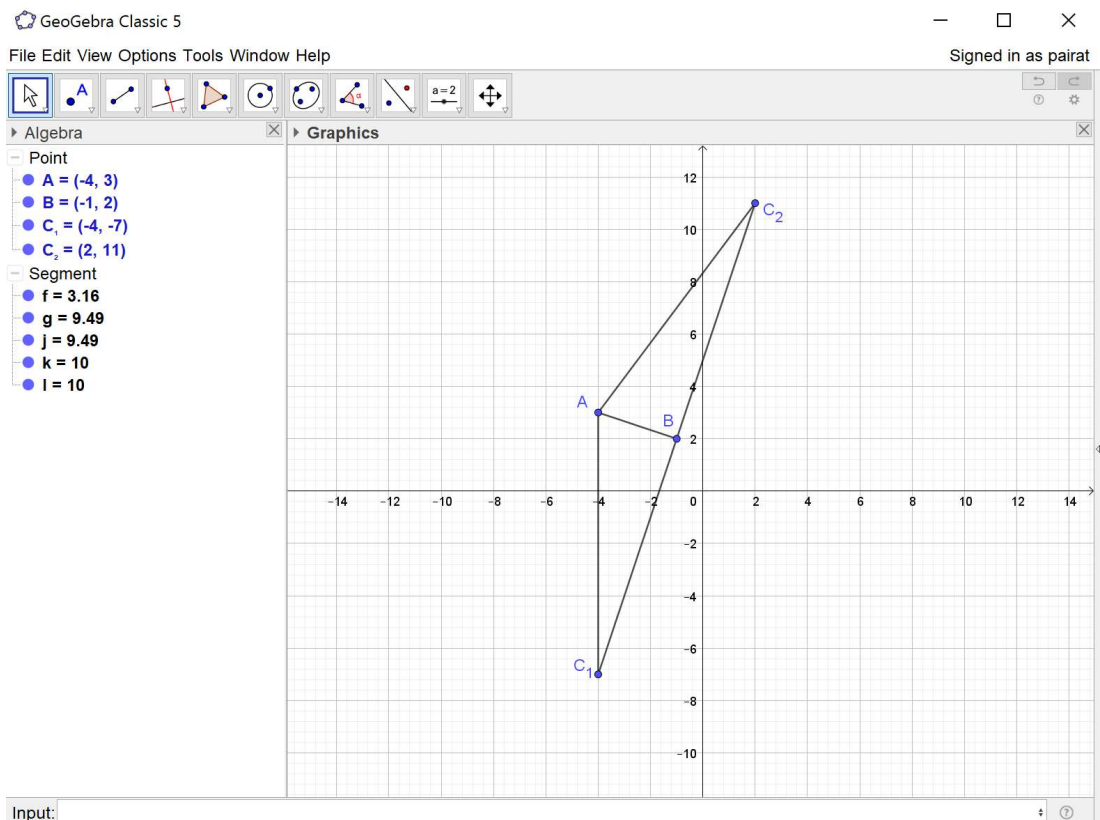 GeoGebra Classic 5
File Edit View Options Tools Window Help
Signed in as pairat
A
α
a=2
Algebra
Graphics
Point
A = (-4, 3)
B = (-1, 2)
C₁ = (-4, -7)
C₂ = (2, 11)
Segment
f = 3.16
g = 9.49
j = 9.49
k = 10
l = 10
12
C₂
10
8
6
4
A
B
2
-14 -12 -10 -8 -6 -4 -2 0 2 4 6 8 10 12 14
-2
-4
-6
C₁
-8
-10
Input: